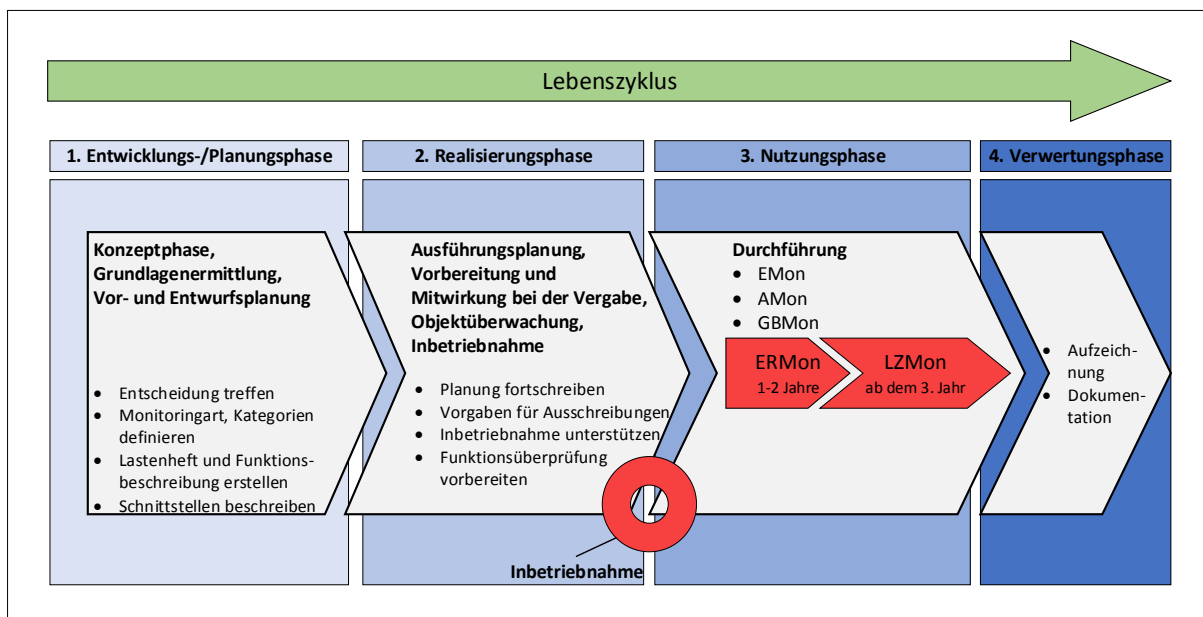 Lebenszyklus
1. Entwicklungs-/Planungsphase
2. Realisierungsphase
3. Nutzungsphase
4. Verwertungsphase
Konzeptphase,
Grundlagenermittlung,
Vor- und Entwurfsplanung
• Entscheidung treffen
• Monitoringart, Kategorien
definieren
• Lastenheft und Funktions-
beschreibung erstellen
• Schnittstellen beschreiben
Ausführungsplanung,
Vorbereitung und
Mitwirkung bei der Vergabe,
Objektüberwachung,
Inbetriebnahme
• Planung fortschreiben
• Vorgaben für Ausschreibungen
• Inbetriebnahme unterstützen
• Funktionsüberprüfung
vorbereiten
Durchführung
• EMon
• AMon
• GBMon
ERMon
1-2 Jahre
LZMon
ab dem 3. Jahr
• Aufzeich-
nung
• Dokumen-
tation
Inbetriebnahme